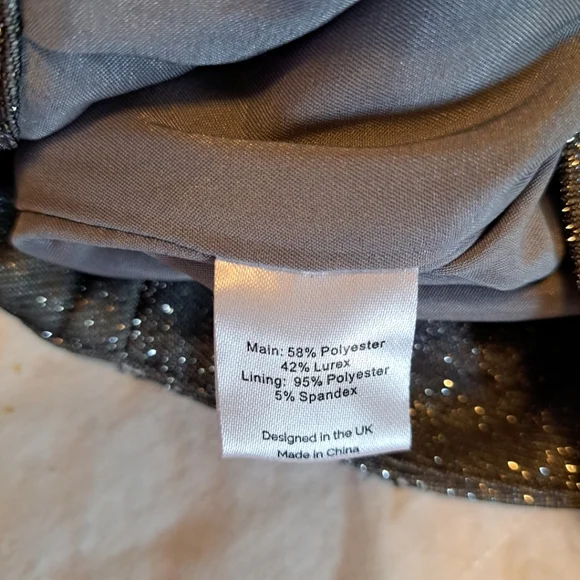 Main: 58% Polyester
42% Lurex
Lining: 95% Polyester
5% Spandex
Designed in the UK
Made in China